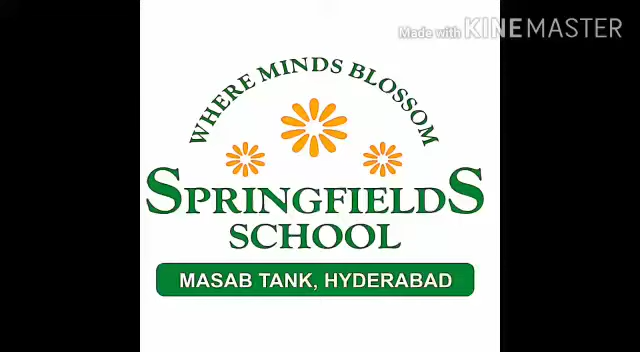 Made with KINEMASTER
WHERE MINDS BLOSSOM
SPRINGFIELDS
SCHOOL
MASAB TANK, HYDERABAD